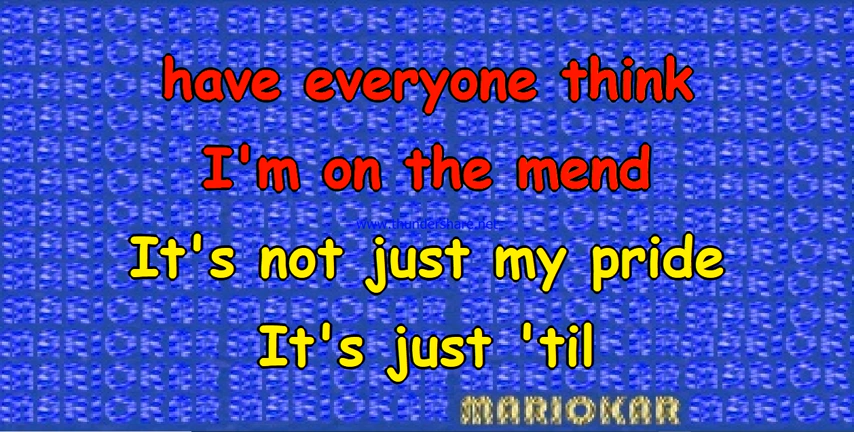 have everyone think
I'm on the mend
www.thundershare.net
It's not just my pride
It's just 'til
MARIOKAR